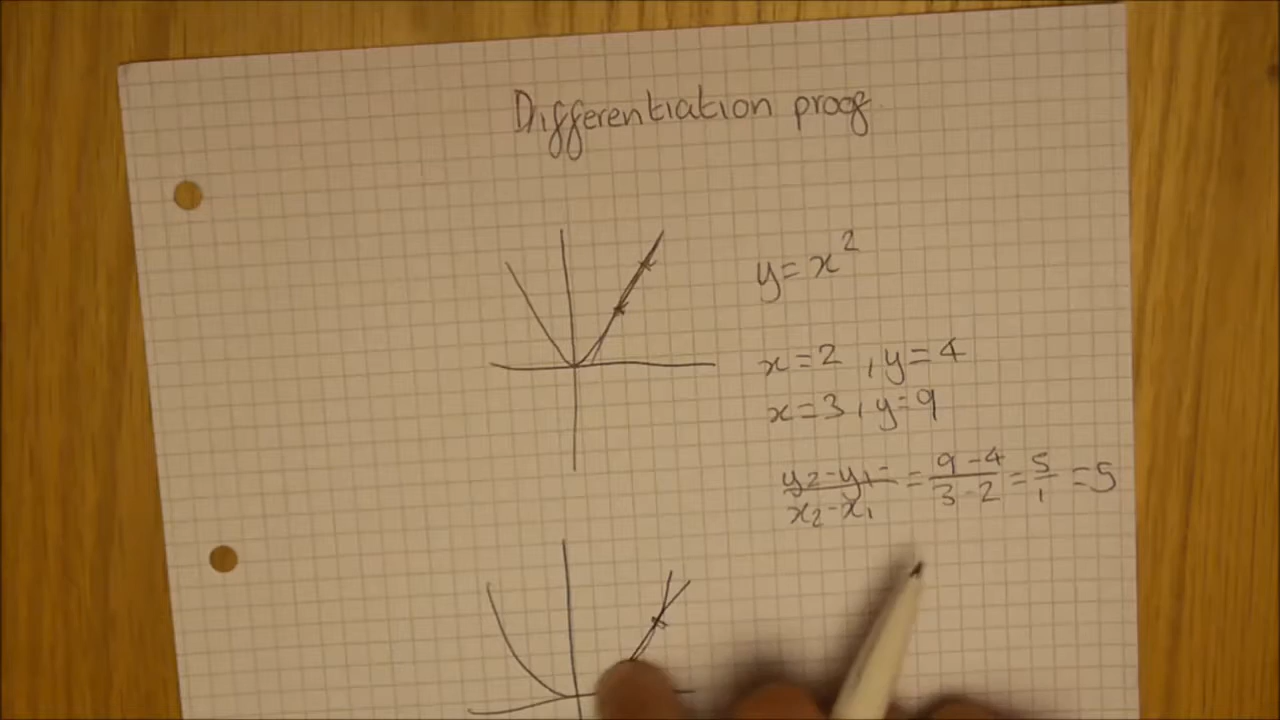 Differentiation proof
y = x²
x = 2 , y = 4
x = 3 , y = 9
y₂ - y₁ / x₂ - x₁ = 9 - 4 / 3 - 2 = 5 / 1 = 5